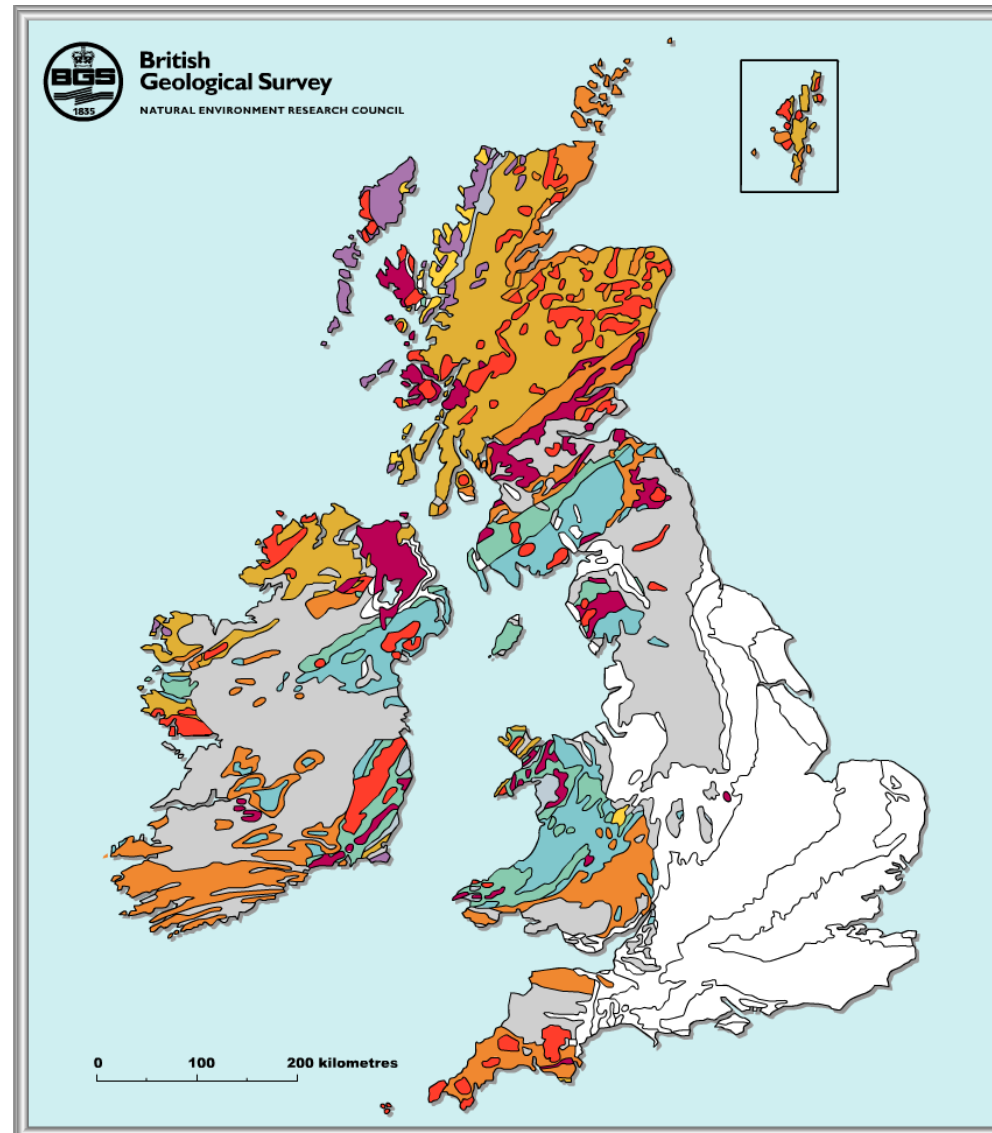 BGS
1835
British
Geological Survey
NATURAL ENVIRONMENT RESEARCH COUNCIL
0 100 200 kilometres